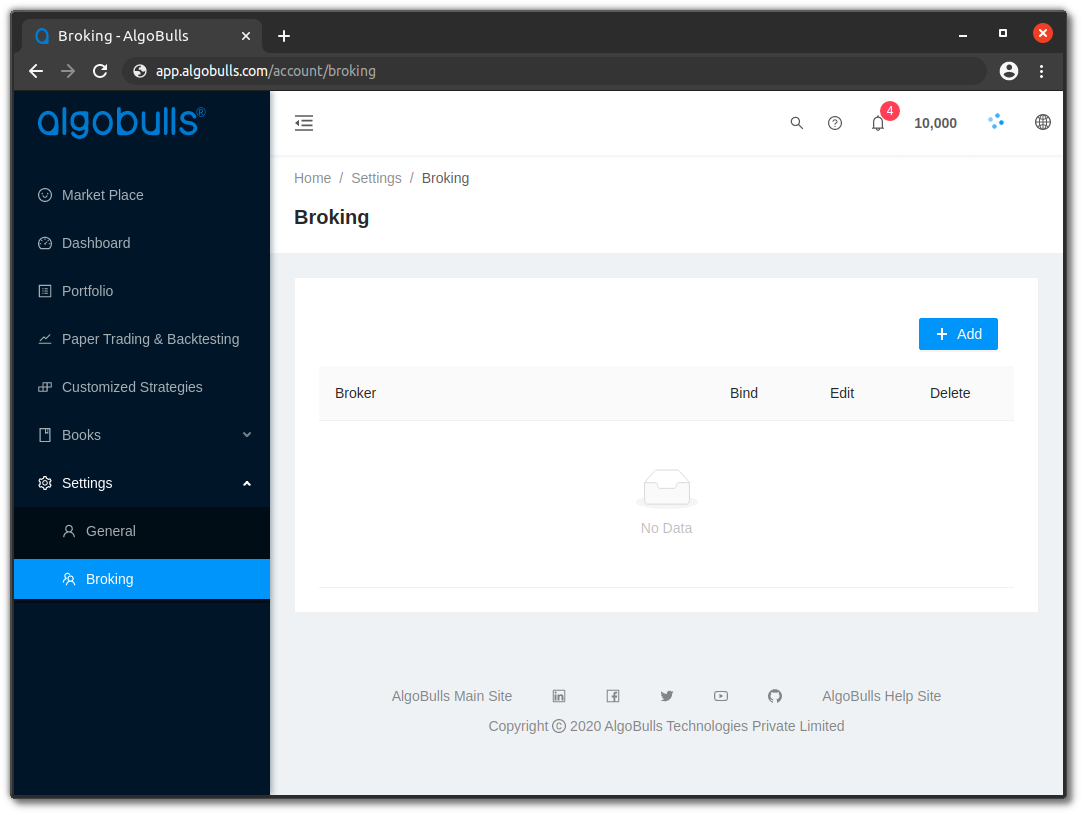 Broking - AlgoBulls
app.algobulls.com/account/broking
algobulls®
4
10,000
Market Place
Dashboard
Portfolio
Paper Trading & Backtesting
Customized Strategies
Books
Settings
General
Broking
Home / Settings / Broking
Broking
+ Add
Broker Bind Edit Delete
No Data
AlgoBulls Main Site AlgoBulls Help Site
Copyright © 2020 AlgoBulls Technologies Private Limited